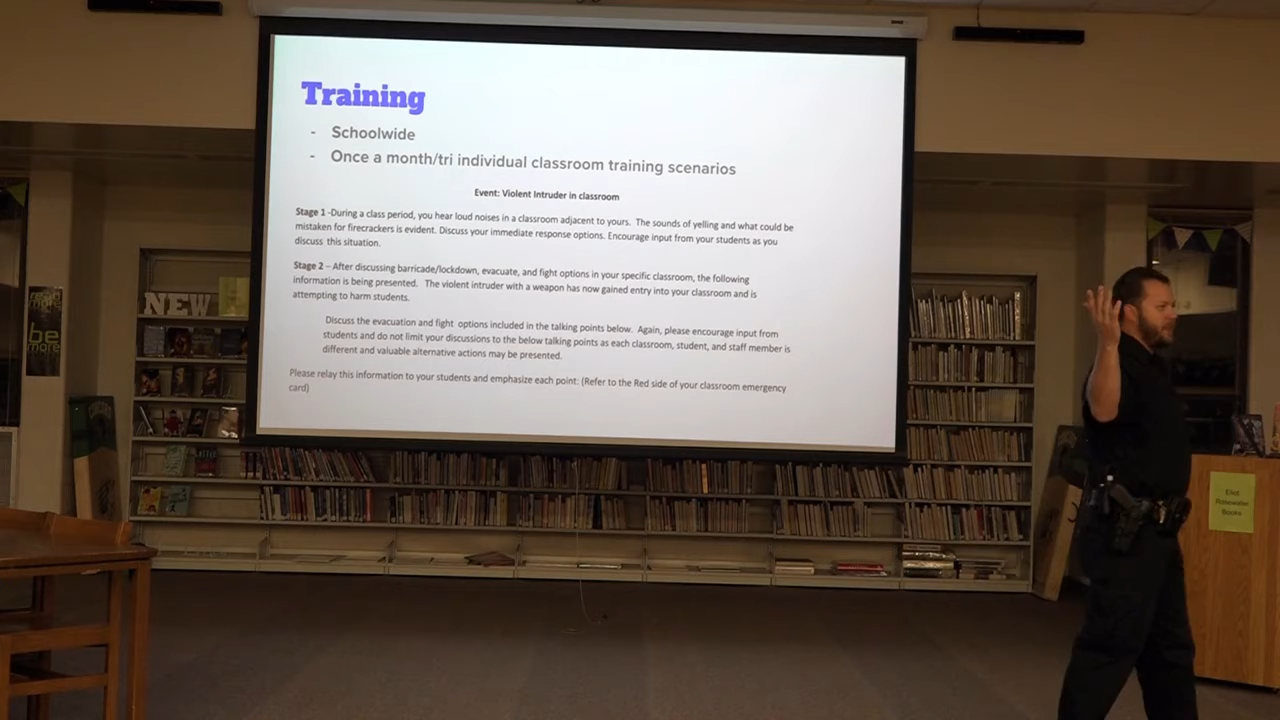 Training
- Schoolwide
- Once a month/tri individual classroom training scenarios
Event: Violent Intruder in classroom
Stage 1 -During a class period, you hear loud noises in a classroom adjacent to yours. The sounds of yelling and what could be
mistaken for firecrackers is evident. Discuss your immediate response options. Encourage input from your students as you
discuss this situation.
Stage 2 – After discussing barricade/lockdown, evacuate, and fight options in your specific classroom, the following
information is being presented. The violent intruder with a weapon has now gained entry into your classroom and is
attempting to harm students.
Discuss the evacuation and fight options included in the talking points below. Again, please encourage input from
students and do not limit your discussions to the below talking points as each classroom, student, and staff member is
different and valuable alternative actions may be presented.
Please relay this information to your students and emphasize each point: (Refer to the Red side of your classroom emergency
card)
NEW
read
more
be
more
Eliot
Rosewater
Books